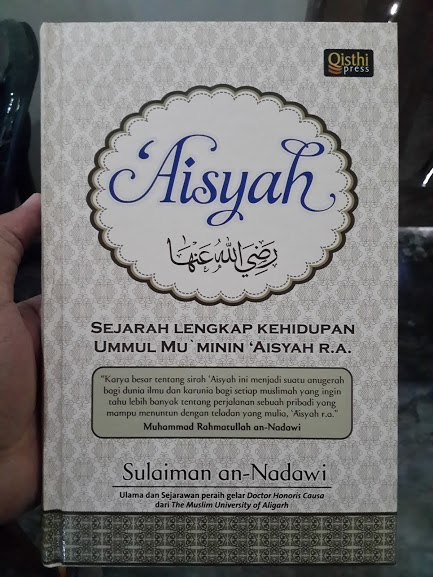 Qisthi
press
'Aisyah
رَضِيَ اللهُ عَنْهَا
SEJARAH LENGKAP KEHIDUPAN
UMMUL MU`MININ 'AISYAH R.A.
"Karya besar tentang sirah 'Aisyah ini menjadi suatu anugerah
bagi dunia ilmu dan karunia bagi setiap muslimah yang ingin
tahu lebih banyak tentang perjalanan sebuah pribadi yang
mampu menuntun dengan teladan yang mulia, 'Aisyah r.a."
Muhammad Rahmatullah an-Nadawi
Sulaiman an-Nadawi
Ulama dan Sejarawan peraih gelar Doctor Honoris Causa
dari The Muslim University of Aligarh